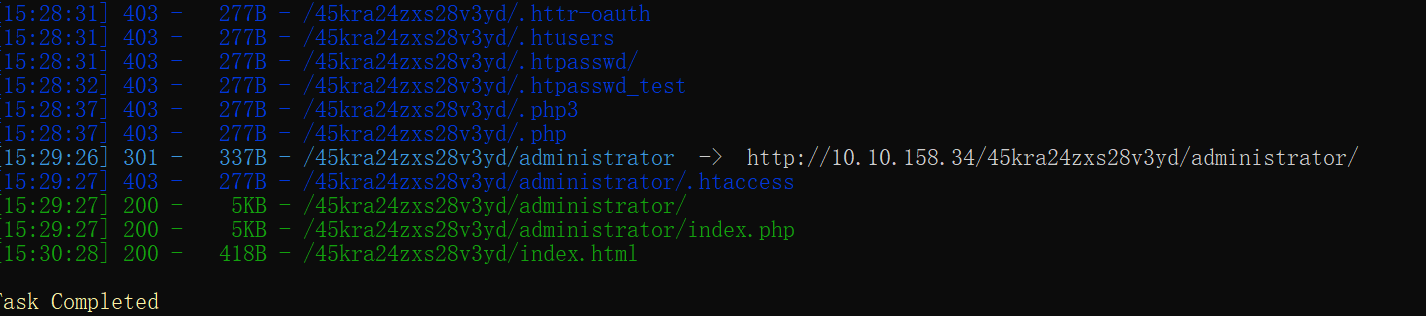 [15:28:31] 403 -   277B - /45kra24zxs28v3yd/.httr-oauth
[15:28:31] 403 -   277B - /45kra24zxs28v3yd/.htusers
[15:28:31] 403 -   277B - /45kra24zxs28v3yd/.htpasswd/
[15:28:32] 403 -   277B - /45kra24zxs28v3yd/.htpasswd_test
[15:28:37] 403 -   277B - /45kra24zxs28v3yd/.php3
[15:28:37] 403 -   277B - /45kra24zxs28v3yd/.php
[15:29:26] 301 -   337B - /45kra24zxs28v3yd/administrator  ->  http://10.10.158.34/45kra24zxs28v3yd/administrator/
[15:29:27] 403 -   277B - /45kra24zxs28v3yd/administrator/.htaccess
[15:29:27] 200 -     5KB - /45kra24zxs28v3yd/administrator/
[15:29:27] 200 -     5KB - /45kra24zxs28v3yd/administrator/index.php
[15:30:28] 200 -   418B - /45kra24zxs28v3yd/index.html
Task Completed